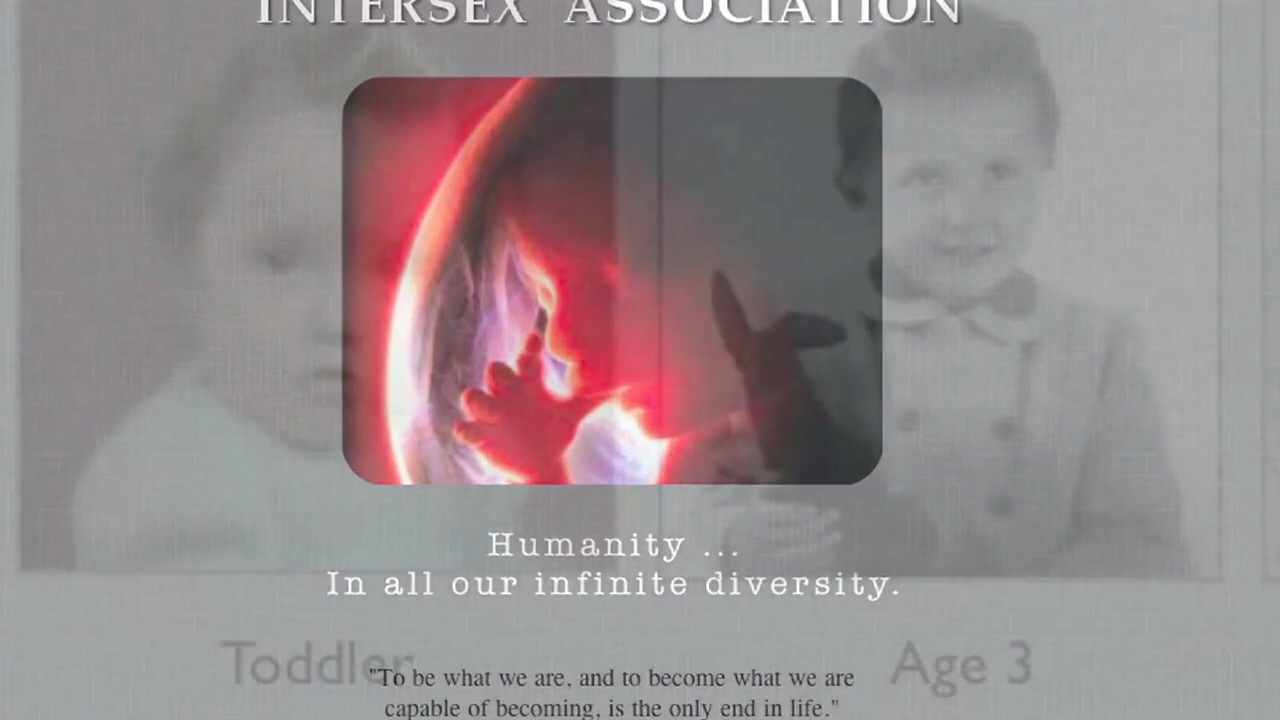 INTERSEX ASSOCIATION
Humanity ...
In all our infinite diversity.
Toddler
Age 3
"To be what we are, and to become what we are
capable of becoming, is the only end in life."